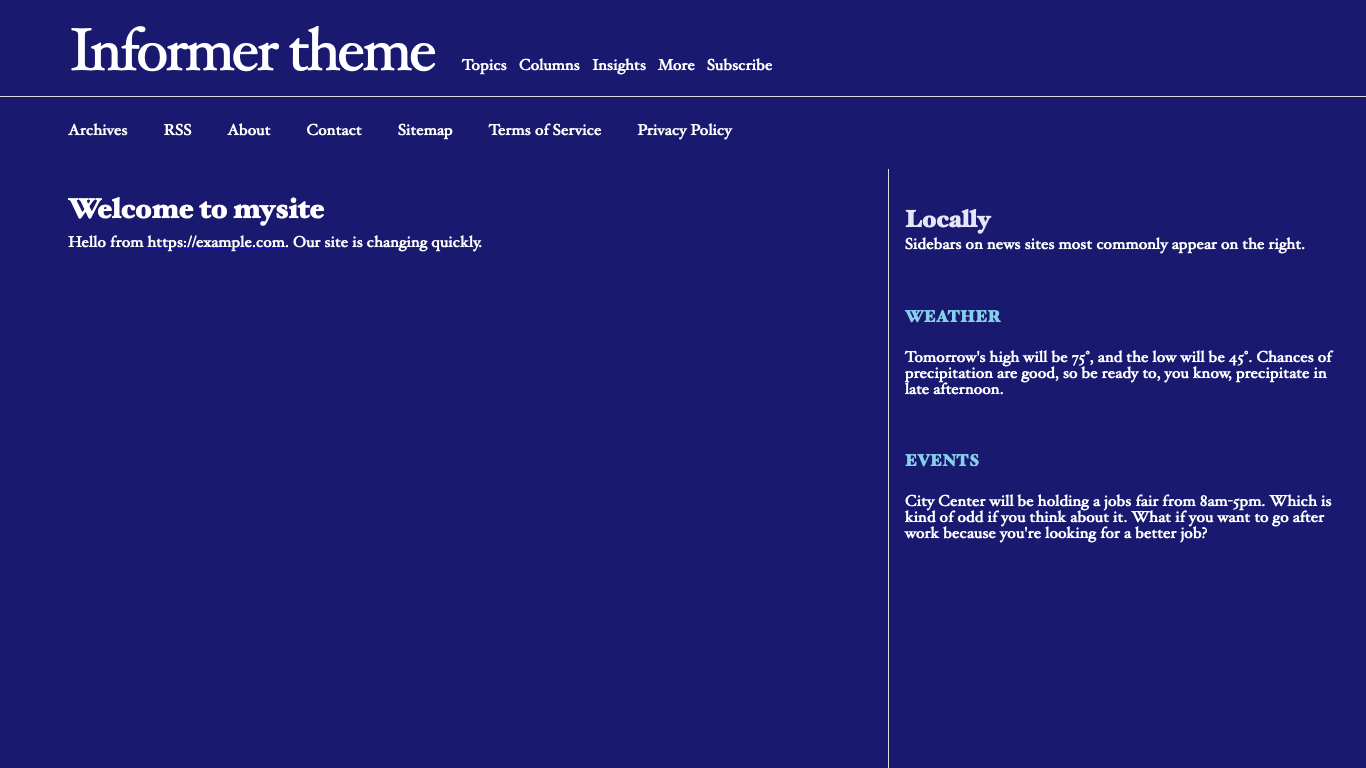 Informer theme
Topics Columns Insights More Subscribe
Archives RSS About Contact Sitemap Terms of Service Privacy Policy
Welcome to mysite
Hello from https://example.com. Our site is changing quickly.
Locally
Sidebars on news sites most commonly appear on the right.
WEATHER
Tomorrow's high will be 75°, and the low will be 45°. Chances of
precipitation are good, so be ready to, you know, precipitate in
late afternoon.
EVENTS
City Center will be holding a jobs fair from 8am-5pm. Which is
kind of odd if you think about it. What if you want to go after
work because you're looking for a better job?